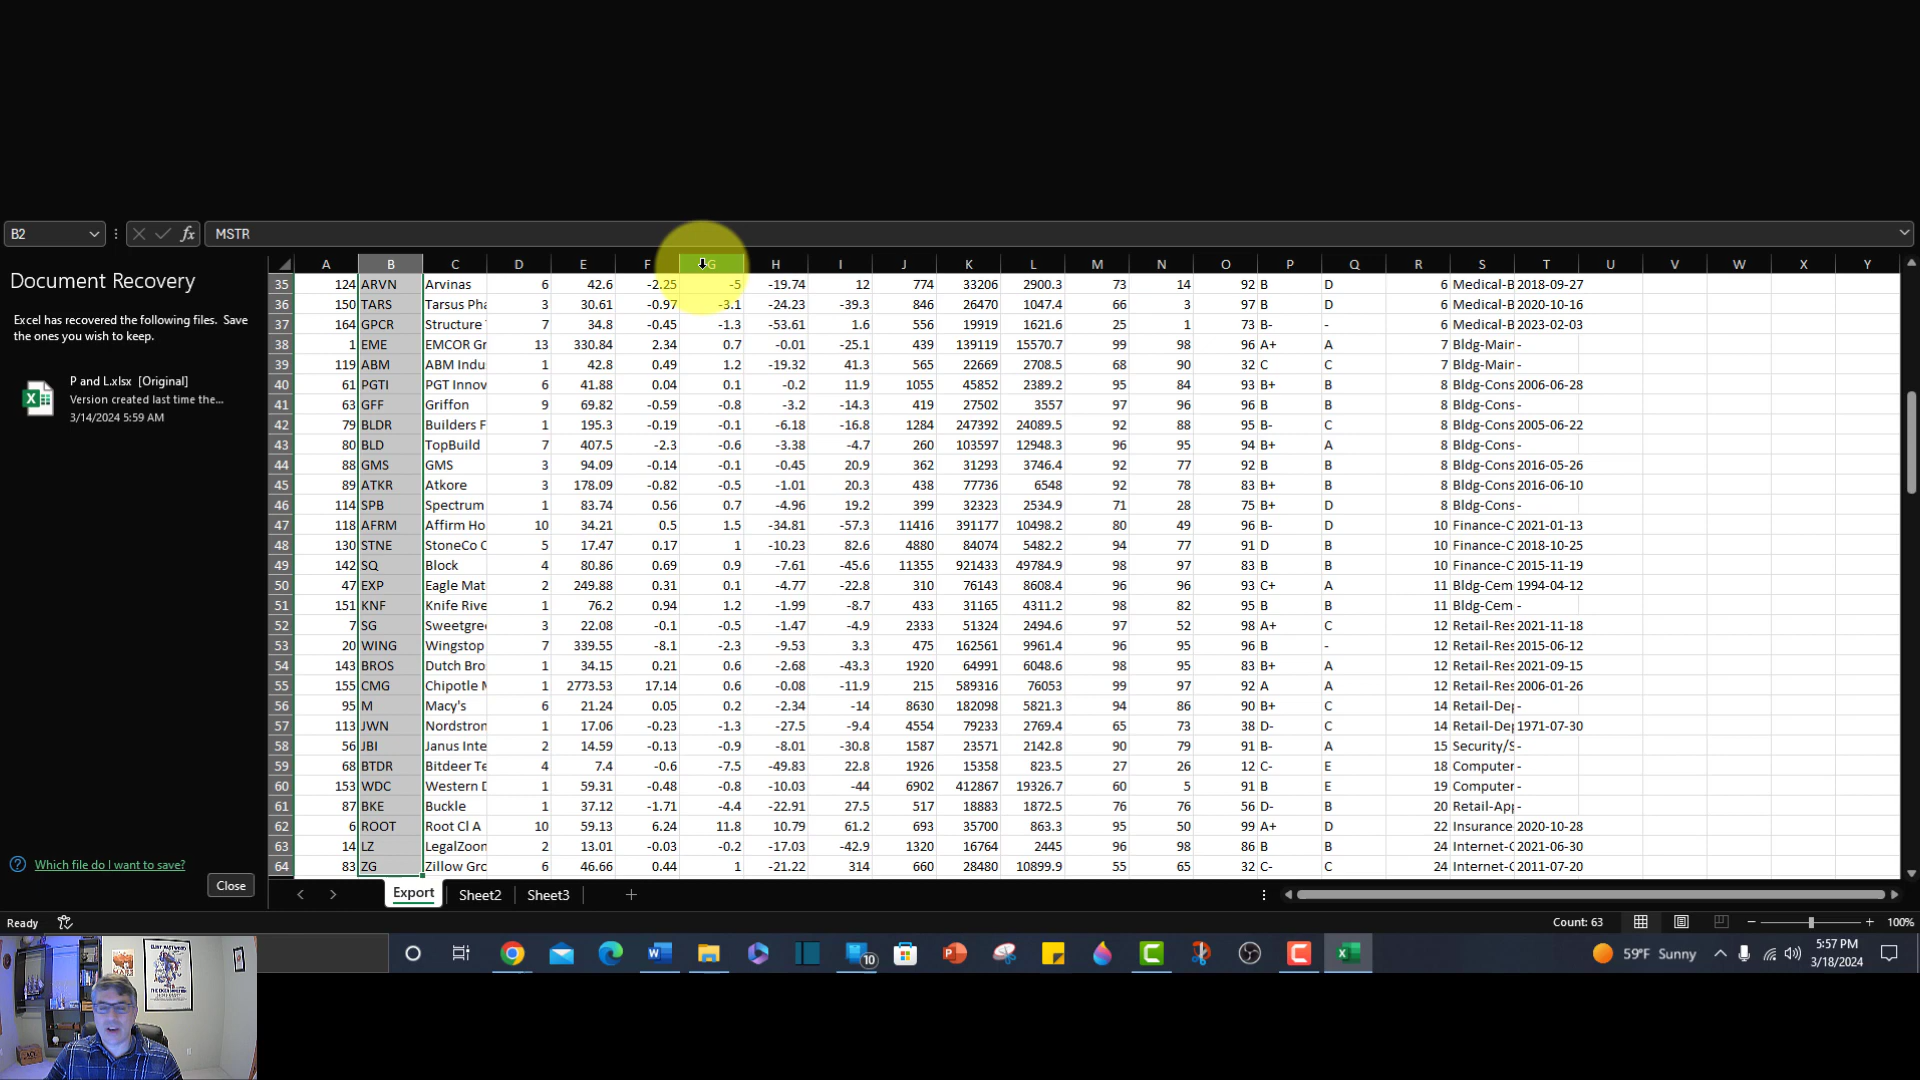 B2 MSTR
Document Recovery
Excel has recovered the following files. Save
the ones you wish to keep.
P and L.xlsx [Original]
Version created last time the...
3/14/2024 5:59 AM
Which file do I want to save?
Close
A B C D E F G H I J K L M N O P Q R S T U V W X Y
35 124 ARVN Arvinas 6 42.6 -2.25 -5 -19.74 12 774 33206 2900.3 73 14 92 B D 6 Medical-B 2018-09-27
36 150 TARS Tarsus Pha 3 30.61 -0.97 -3.1 -24.23 -39.3 846 26470 1047.4 66 3 97 B D 6 Medical-B 2020-10-16
37 164 GPCR Structure 7 34.8 -0.45 -1.3 -53.61 1.6 556 19919 1621.6 25 1 73 B- - 6 Medical-B 2023-02-03
38 1 EME EMCOR Gr 13 330.84 2.34 0.7 -0.01 -25.1 439 139119 15570.7 99 98 96 A+ A 7 Bldg-Main -
39 119 ABM ABM Indu 1 42.8 0.49 1.2 -19.32 41.3 565 22669 2708.5 68 90 32 C C 7 Bldg-Main -
40 61 PGTI PGT Innov 6 41.88 0.04 0.1 -0.2 11.9 1055 45852 2389.2 95 84 93 B+ B 8 Bldg-Cons 2006-06-28
41 63 GFF Griffon 9 69.82 -0.59 -0.8 -3.2 -14.3 419 27502 3557 97 96 96 B B 8 Bldg-Cons -
42 79 BLDR Builders F 1 195.3 -0.19 -0.1 -6.18 -16.8 1284 247392 24089.5 92 88 95 B- C 8 Bldg-Cons 2005-06-22
43 80 BLD TopBuild 7 407.5 -2.3 -0.6 -3.38 -4.7 260 103597 12948.3 96 95 94 B+ A 8 Bldg-Cons -
44 88 GMS GMS 3 94.09 -0.14 -0.1 -0.45 20.9 362 31293 3746.4 92 77 92 B B 8 Bldg-Cons 2016-05-26
45 89 ATKR Atkore 3 178.09 -0.82 -0.5 -1.01 20.3 438 77736 6548 92 78 83 B+ B 8 Bldg-Cons 2016-06-10
46 114 SPB Spectrum 1 83.74 0.56 0.7 -4.96 19.2 399 32323 2534.9 71 28 75 B+ D 8 Bldg-Cons -
47 118 AFRM Affirm Ho 10 34.21 0.5 1.5 -34.81 -57.3 11416 391177 10498.2 80 49 96 B- D 10 Finance-C 2021-01-13
48 130 STNE StoneCo C 5 17.47 0.17 1 -10.23 82.6 4880 84074 5482.2 94 77 91 D B 10 Finance-C 2018-10-25
49 142 SQ Block 4 80.86 0.69 0.9 -7.61 -45.6 11355 921433 49784.9 98 97 83 B B 10 Finance-C 2015-11-19
50 47 EXP Eagle Mat 2 249.88 0.31 0.1 -4.77 -22.8 310 76143 8608.4 96 96 93 C+ A 11 Bldg-Cem 1994-04-12
51 151 KNF Knife Rive 1 76.2 0.94 1.2 -1.99 -8.7 433 31165 4311.2 98 82 95 B B 11 Bldg-Cem -
52 7 SG Sweetgree 3 22.08 -0.1 -0.5 -1.47 -4.9 2333 51324 2494.6 97 52 98 A+ C 12 Retail-Res 2021-11-18
53 20 WING Wingstop 7 339.55 -8.1 -2.3 -9.53 3.3 475 162561 9961.4 96 95 96 B - 12 Retail-Res 2015-06-12
54 143 BROS Dutch Bro 1 34.15 0.21 0.6 -2.68 -43.3 1920 64991 6048.6 98 95 83 B+ A 12 Retail-Res 2021-09-15
55 155 CMG Chipotle M 1 2773.53 17.14 0.6 -0.08 -11.9 215 589316 76053 99 97 92 A A 12 Retail-Res 2006-01-26
56 95 M Macy's 6 21.24 0.05 0.2 -2.34 -14 8630 182098 5821.3 94 86 90 B+ C 14 Retail-De -
57 113 JWN Nordstron 1 17.06 -0.23 -1.3 -27.5 -9.4 4554 79233 2769.4 65 73 38 D- C 14 Retail-De 1971-07-30
58 56 JBI Janus Inte 2 14.59 -0.13 -0.9 -8.01 -30.8 1587 23571 2142.8 90 79 91 B- A 15 Security/S -
59 68 BTDR Bitdeer Te 4 7.4 -0.6 -7.5 -49.83 22.8 1926 15358 823.5 27 26 12 C- E 18 Computer -
60 153 WDC Western D 1 59.31 -0.48 -0.8 -10.03 -44 6902 412867 19326.7 60 5 91 B E 19 Computer -
61 87 BKE Buckle 1 37.12 -1.71 -4.4 -22.91 27.5 517 18883 1872.5 76 76 56 D- B 20 Retail-App -
62 6 ROOT Root Cl A 10 59.13 6.24 11.8 10.79 61.2 693 35700 863.3 95 50 99 A+ D 22 Insurance 2020-10-28
63 14 LZ LegalZoon 2 13.01 -0.03 -0.2 -17.03 -42.9 1320 16764 2445 96 98 86 B B 24 Internet-C 2021-06-30
64 83 ZG Zillow Gro 6 46.66 0.44 1 -21.22 314 660 28480 10899.9 55 65 32 C- C 24 Internet-C 2011-07-20
Export Sheet2 Sheet3
Ready Count: 63 100%
10 59°F Sunny 5:57 PM
3/18/2024